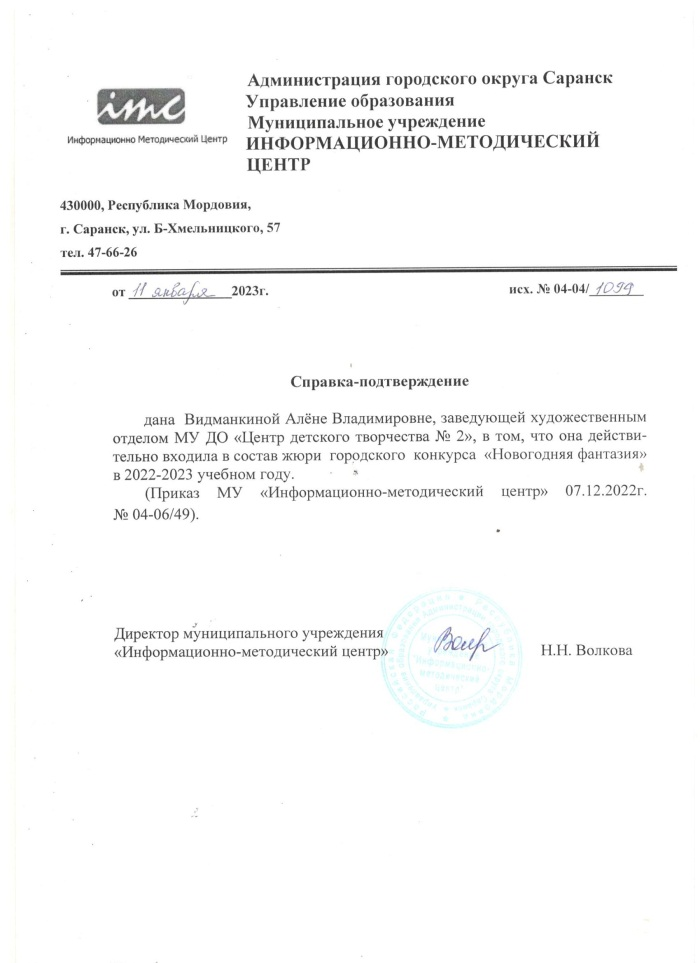 Администрация городского округа Саранск
Управление образования
Муниципальное учреждение
ИНФОРМАЦИОННО-МЕТОДИЧЕСКИЙ
ЦЕНТР
imc
Информационно Методический Центр
430000, Республика Мордовия,
г. Саранск, ул. Б-Хмельницкого, 57
тел. 47-66-26
от 11 января 2023г. исх. № 04-04/ 1099
Справка-подтверждение
дана Видманкиной Алёне Владимировне, заведующей художественным
отделом МУ ДО «Центр детского творчества № 2», в том, что она действи-
тельно входила в состав жюри городского конкурса «Новогодняя фантазия»
в 2022-2023 учебном году.
(Приказ МУ «Информационно-методический центр» 07.12.2022г.
№ 04-06/49).
Директор муниципального учреждения
«Информационно-методический центр» Н.Н. Волкова
"Информационно-
методический
центр"